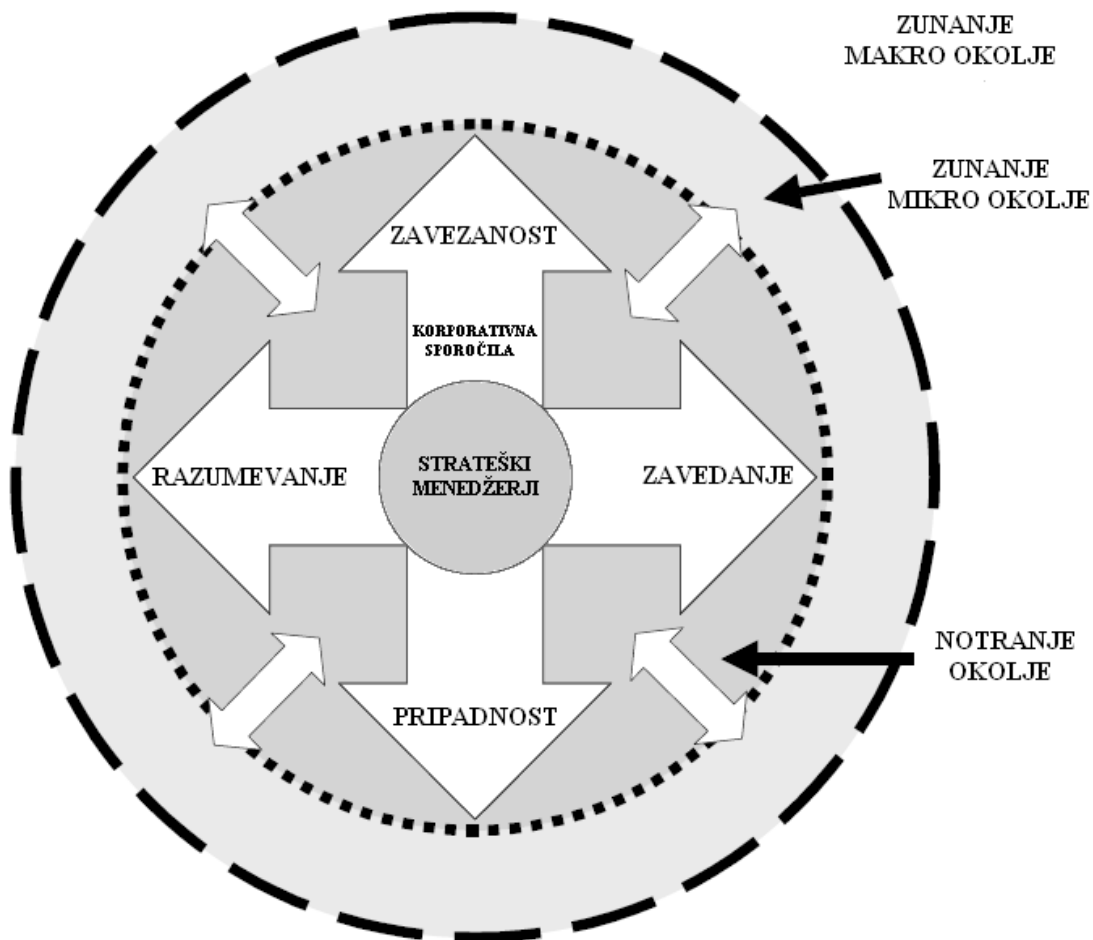 ZUNANJE
MAKRO OKOLJE
ZUNANJE
MIKRO OKOLJE
ZAVEZANOST
KORPORATIVNA
SPOROČILA
RAZUMEVANJE
STRATEŠKI
MENEDŽERJI
ZAVEDANJE
NOTRANJE
OKOLJE
PRIPADNOST